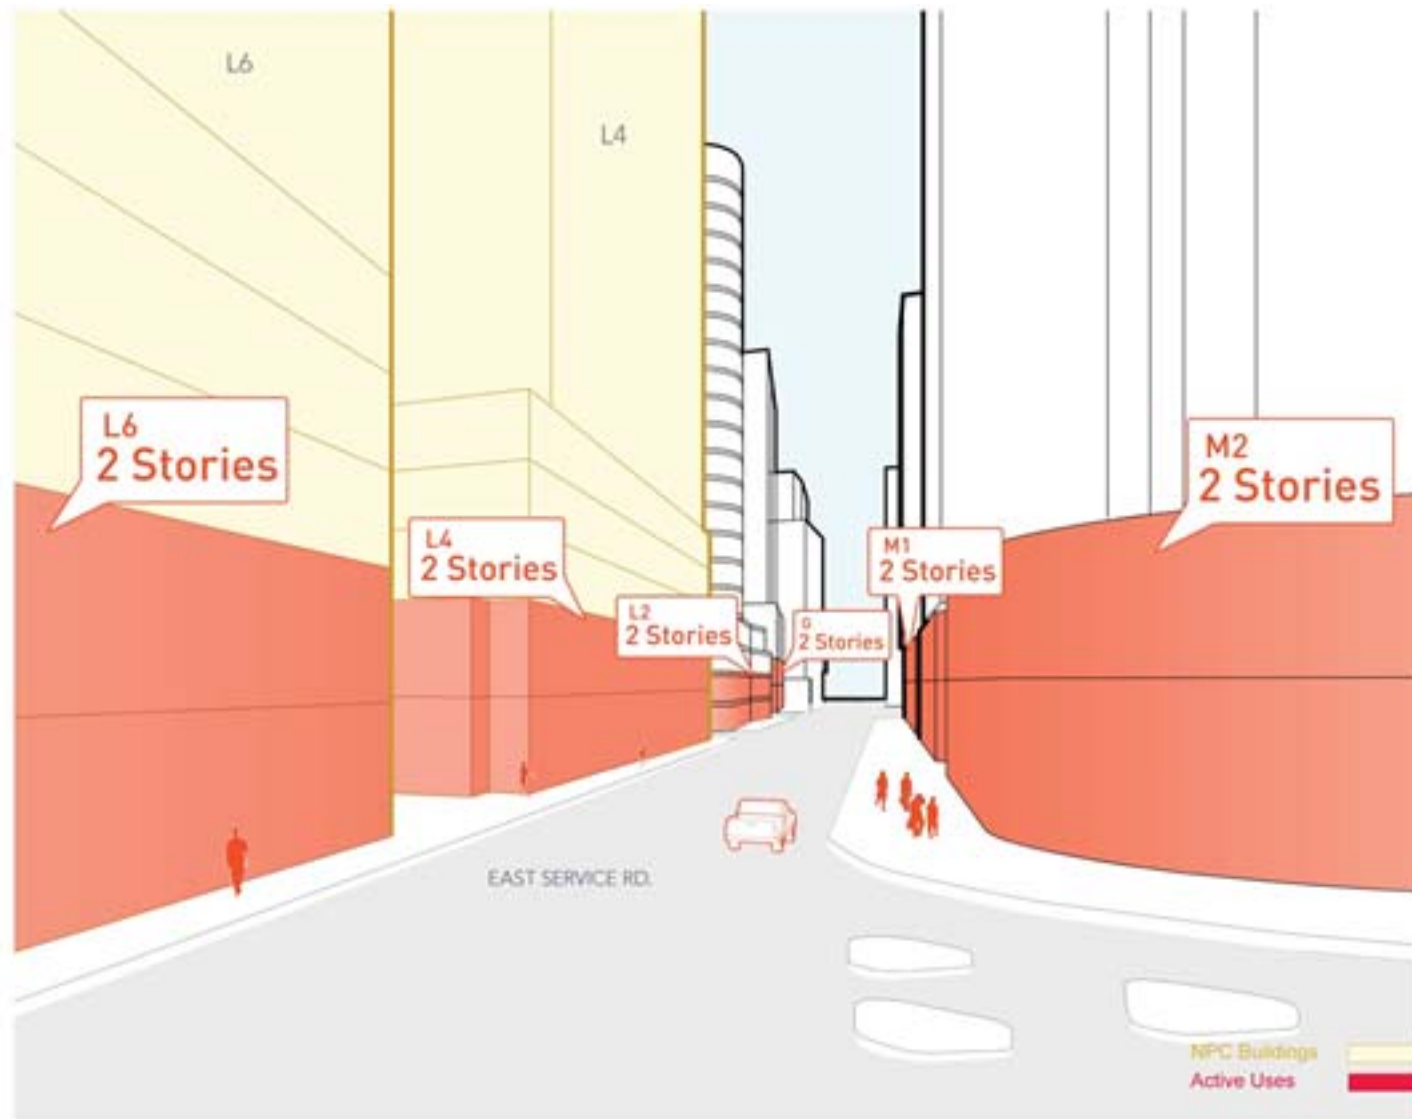 L6
L4
L6
2 Stories
M2
2 Stories
L4
2 Stories
M1
2 Stories
L2
2 Stories
G
2 Stories
EAST SERVICE RD.
NPC Buildings
Active Uses